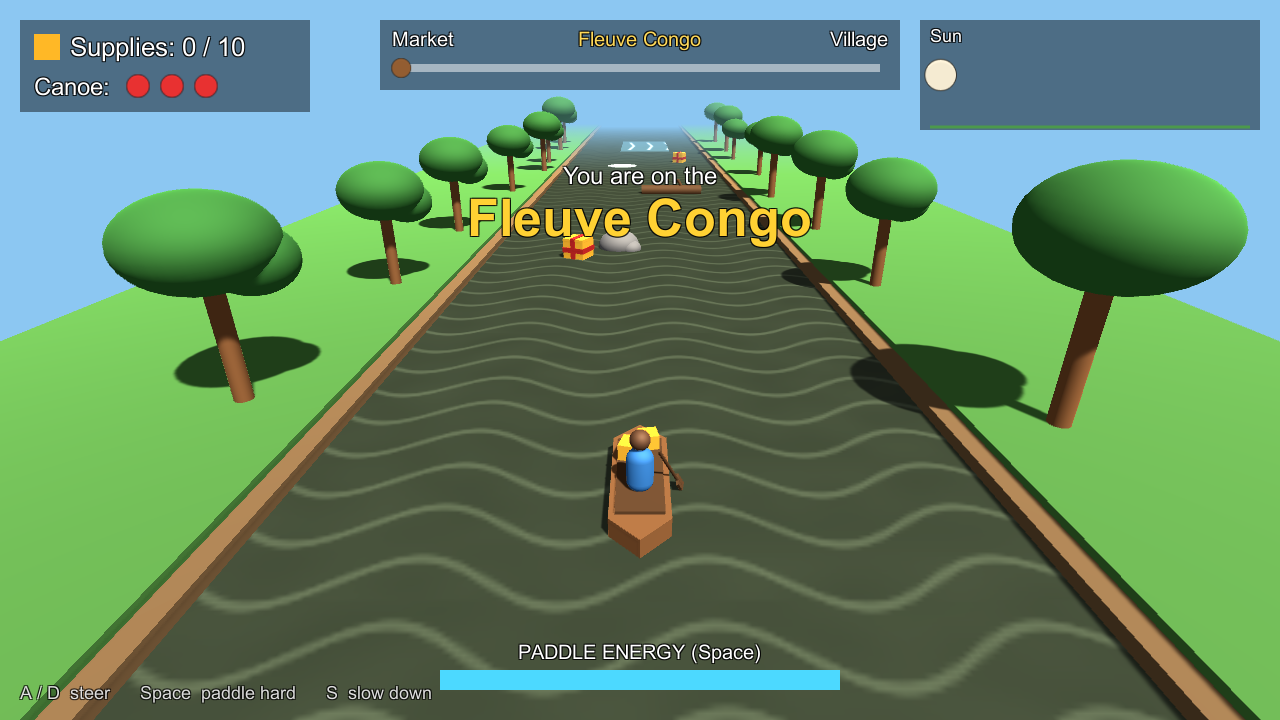 Supplies: 0 / 10
Canoe:
Market Fleuve Congo Village
Sun
You are on the
Fleuve Congo
PADDLE ENERGY (Space)
A / D steer Space paddle hard S slow down